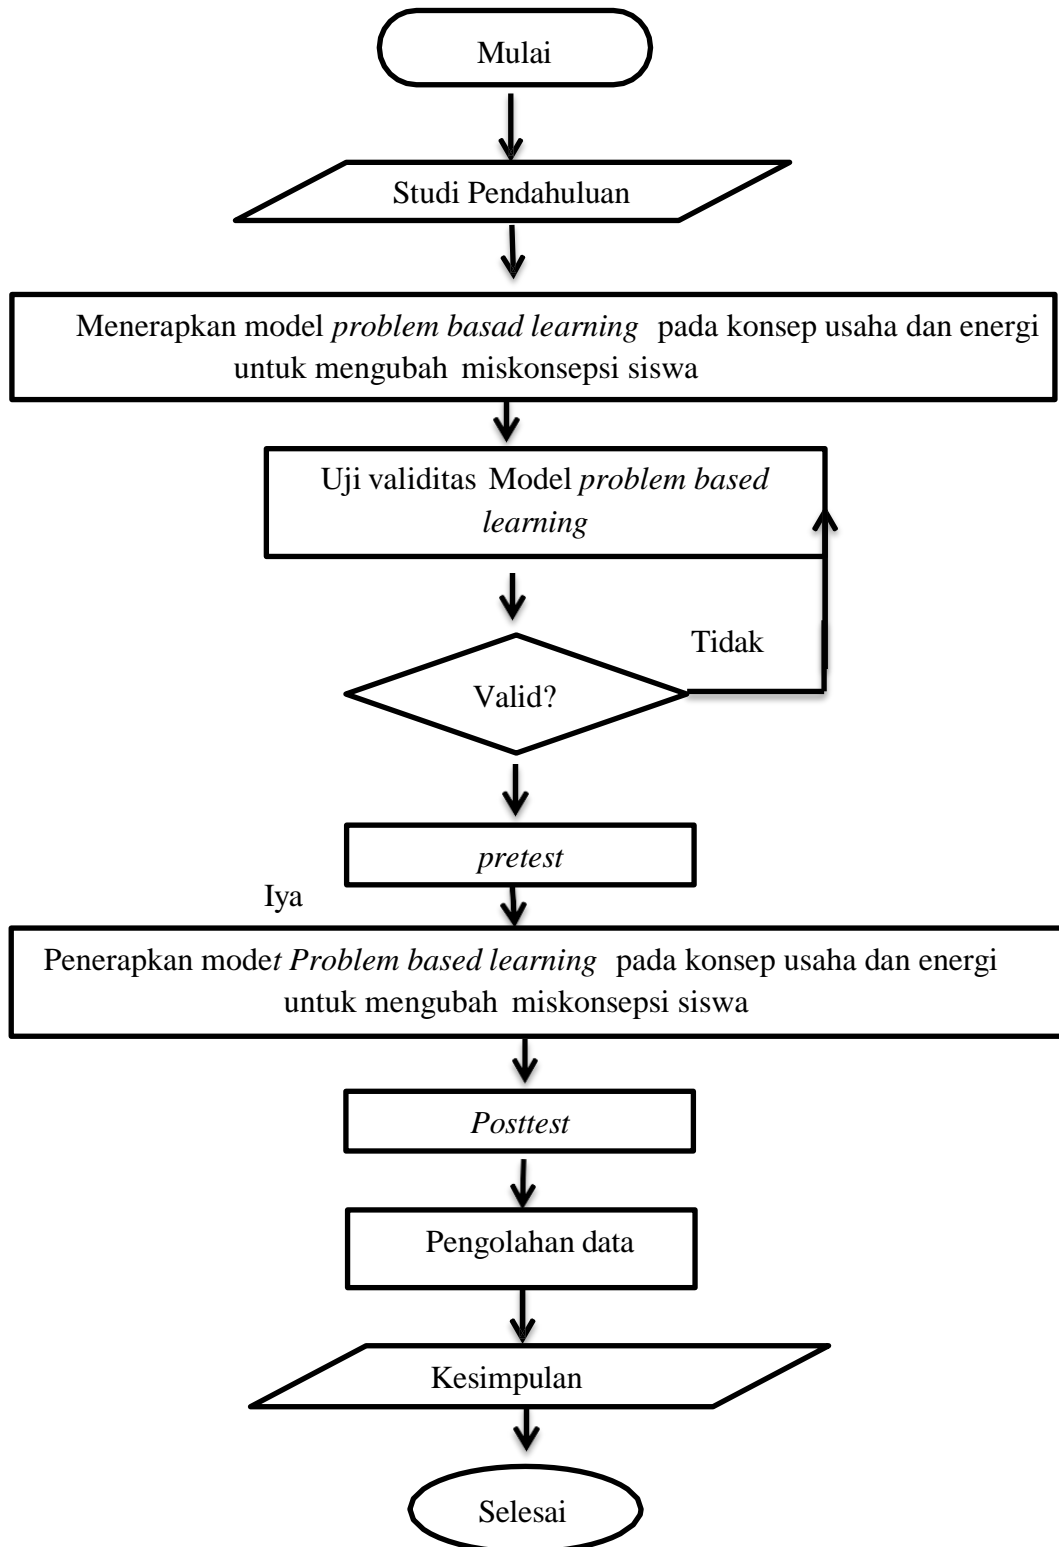 Mulai
Studi Pendahuluan
Menerapkan model problem basad learning pada konsep usaha dan energi
untuk mengubah miskonsepsi siswa
Uji validitas Model problem based
learning
Tidak
Valid?
pretest
Iya
Penerapkan modet Problem based learning pada konsep usaha dan energi
untuk mengubah miskonsepsi siswa
Posttest
Pengolahan data
Kesimpulan
Selesai